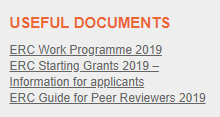 USEFUL DOCUMENTS
ERC Work Programme 2019
ERC Starting Grants 2019 –
Information for applicants
ERC Guide for Peer Reviewers 2019